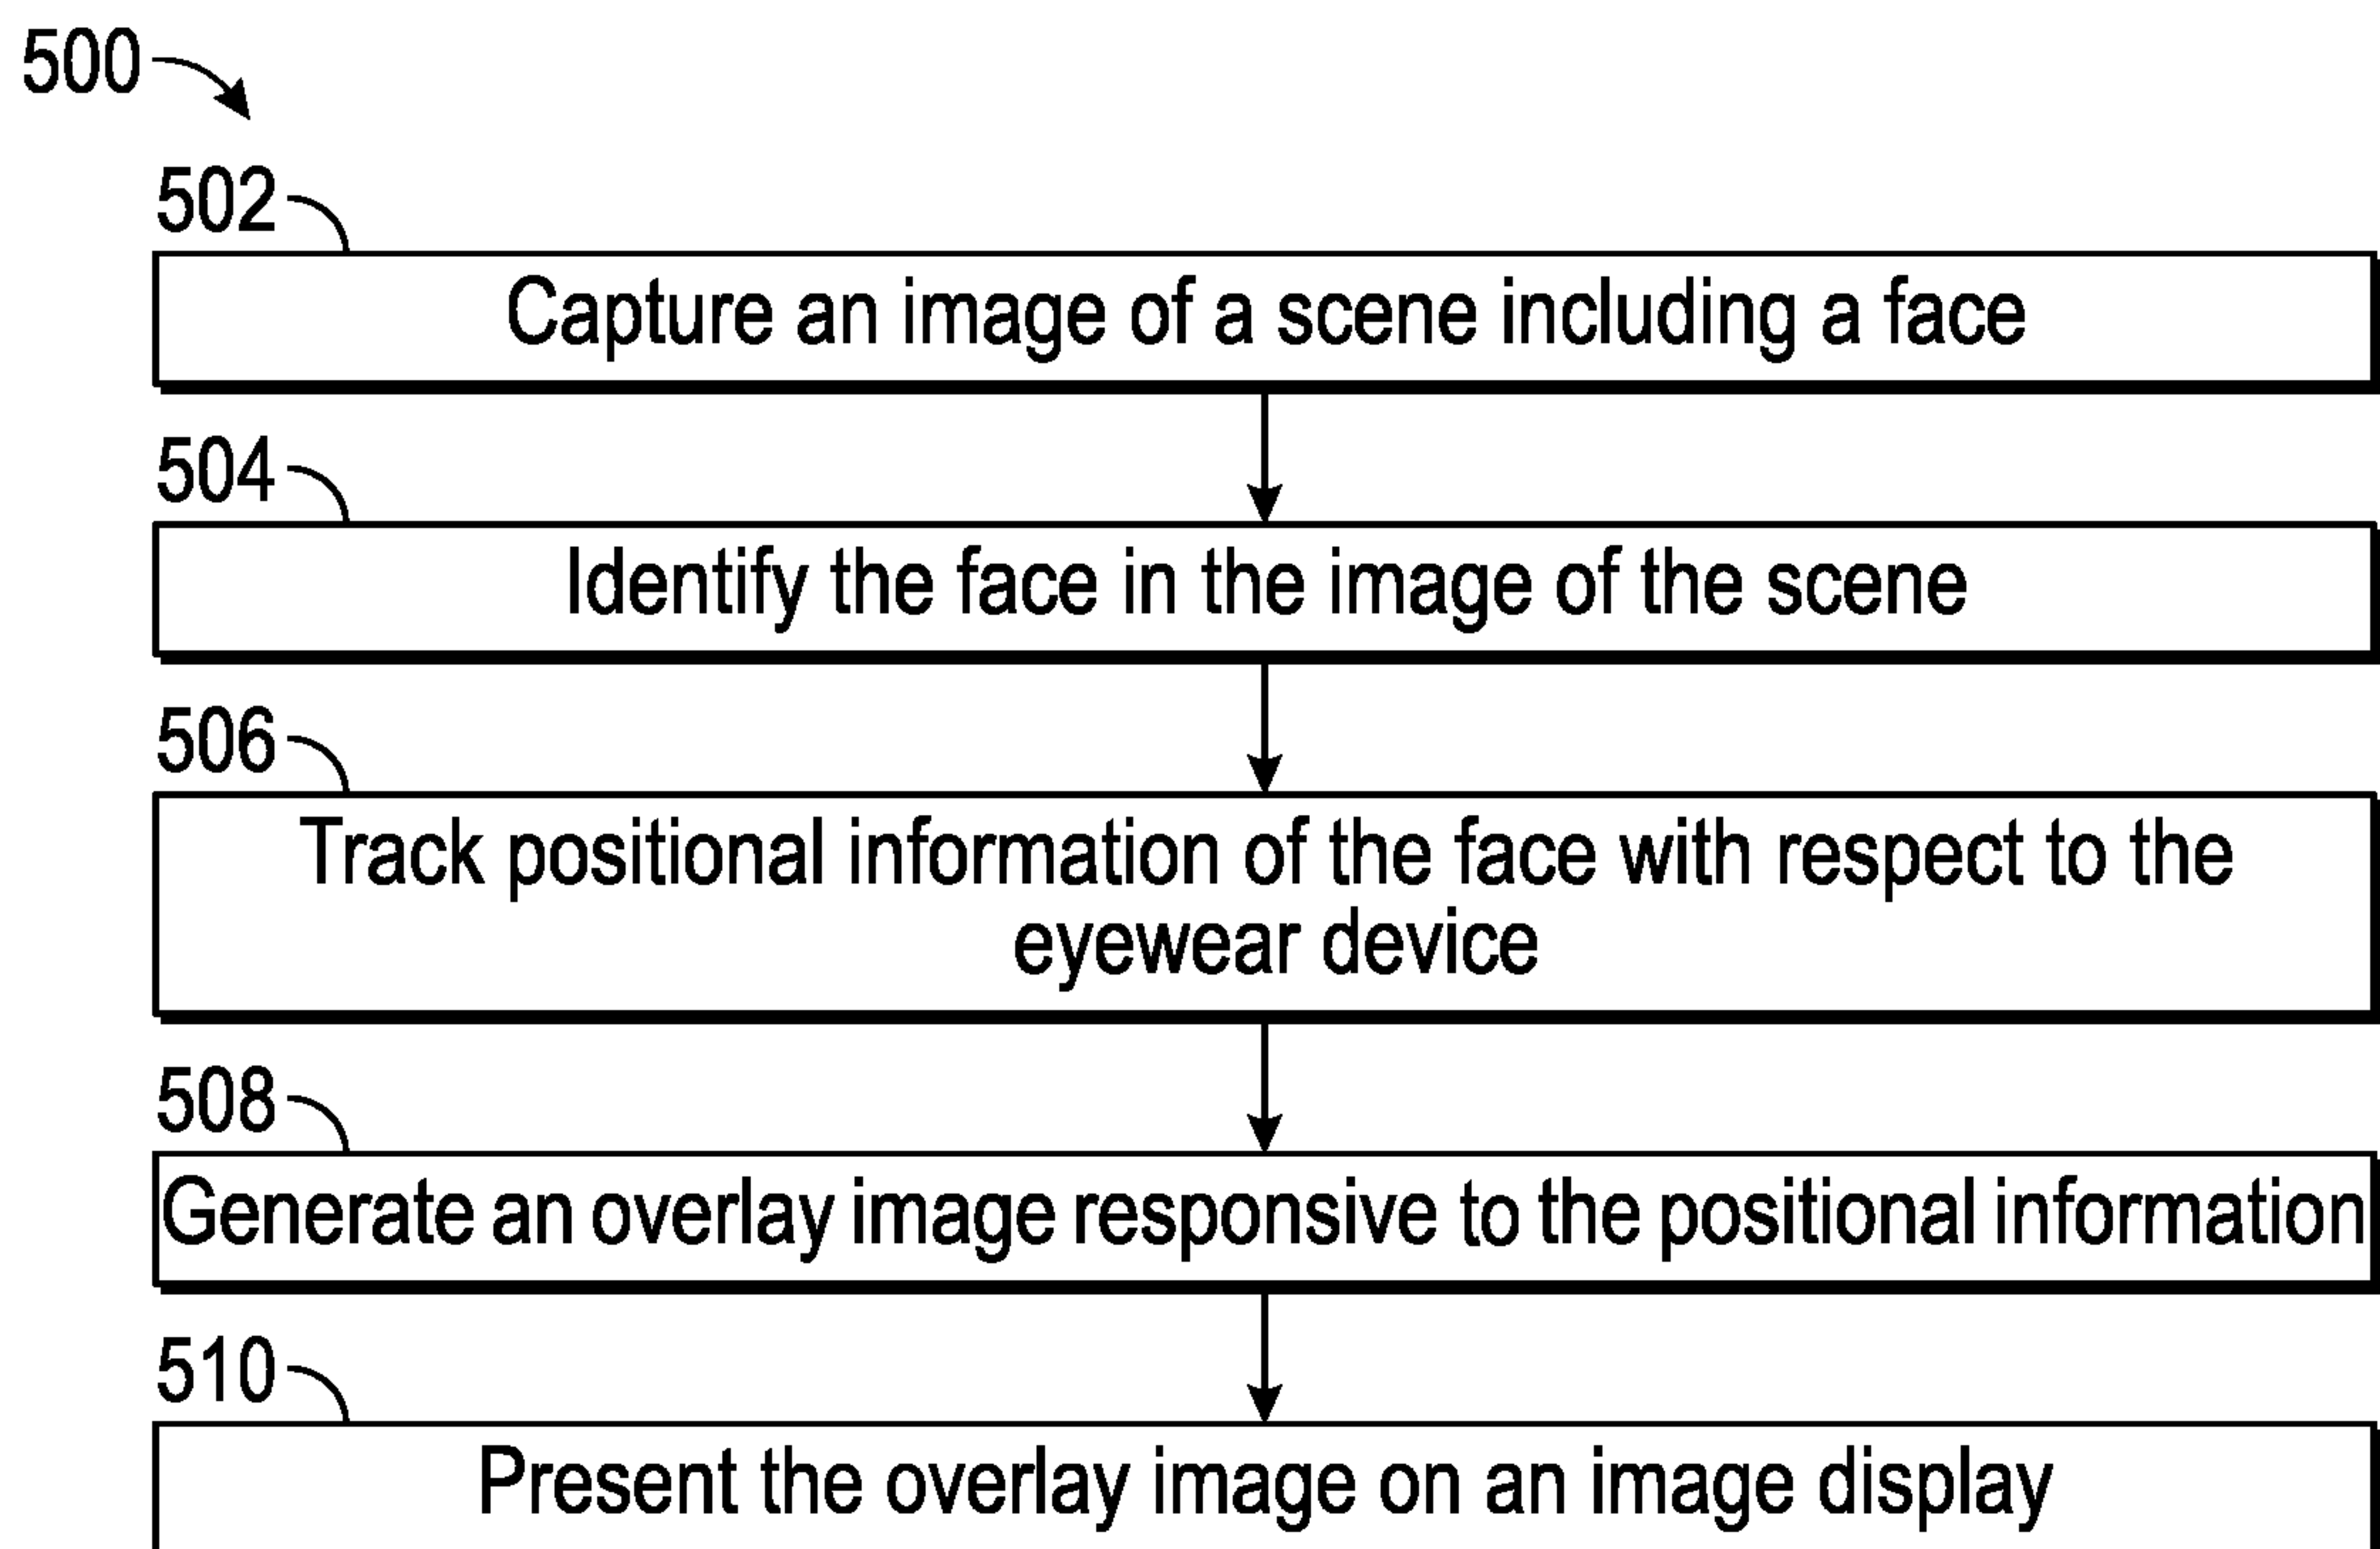 500
502
Capture an image of a scene including a face
504
Identify the face in the image of the scene
506
Track positional information of the face with respect to the
eyewear device
508
Generate an overlay image responsive to the positional information
510
Present the overlay image on an image display